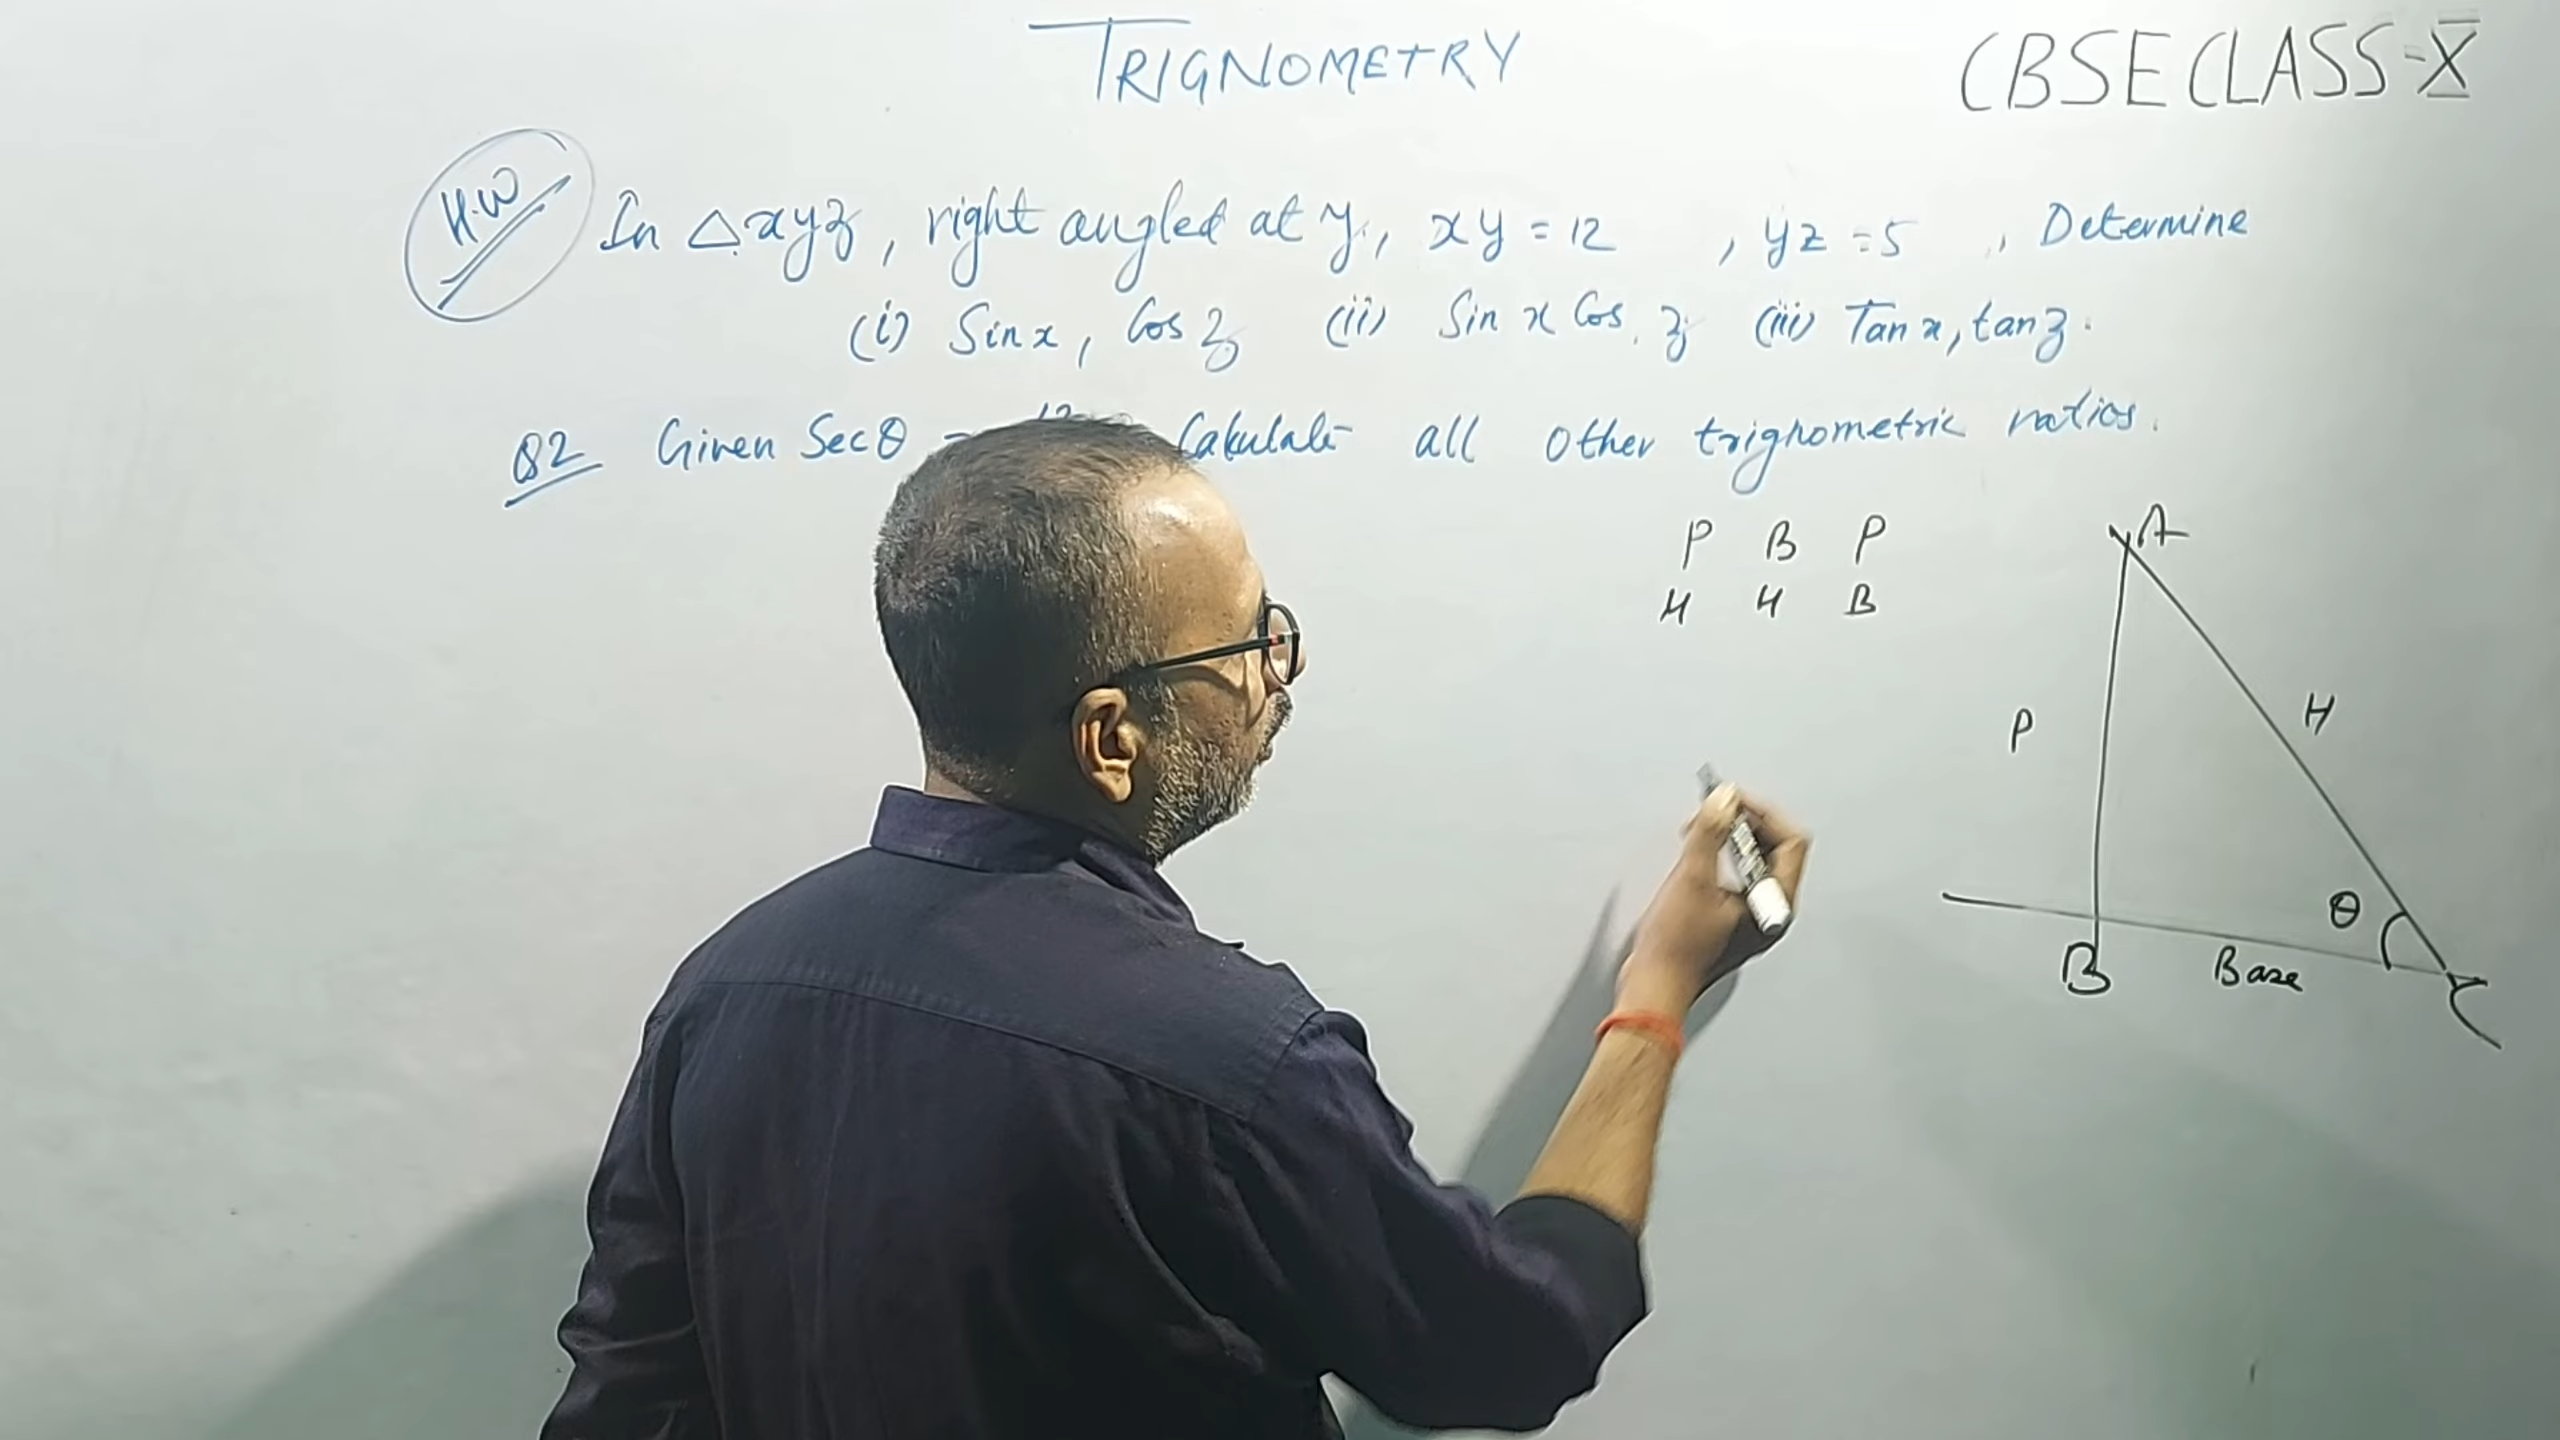 TRIGNOMETRY
CBSE CLASS-X
H.W
In △xyz, right angled at y, xy = 12 , yz = 5 , Determine
(i) Sin x, Cos z (ii) Sin x Cos z (iii) Tan x, tan z.
Q2 Given Sec θ = Calculate all other trignometric ratios.
P B P
H H B
A
P
H
θ
B
Base
C